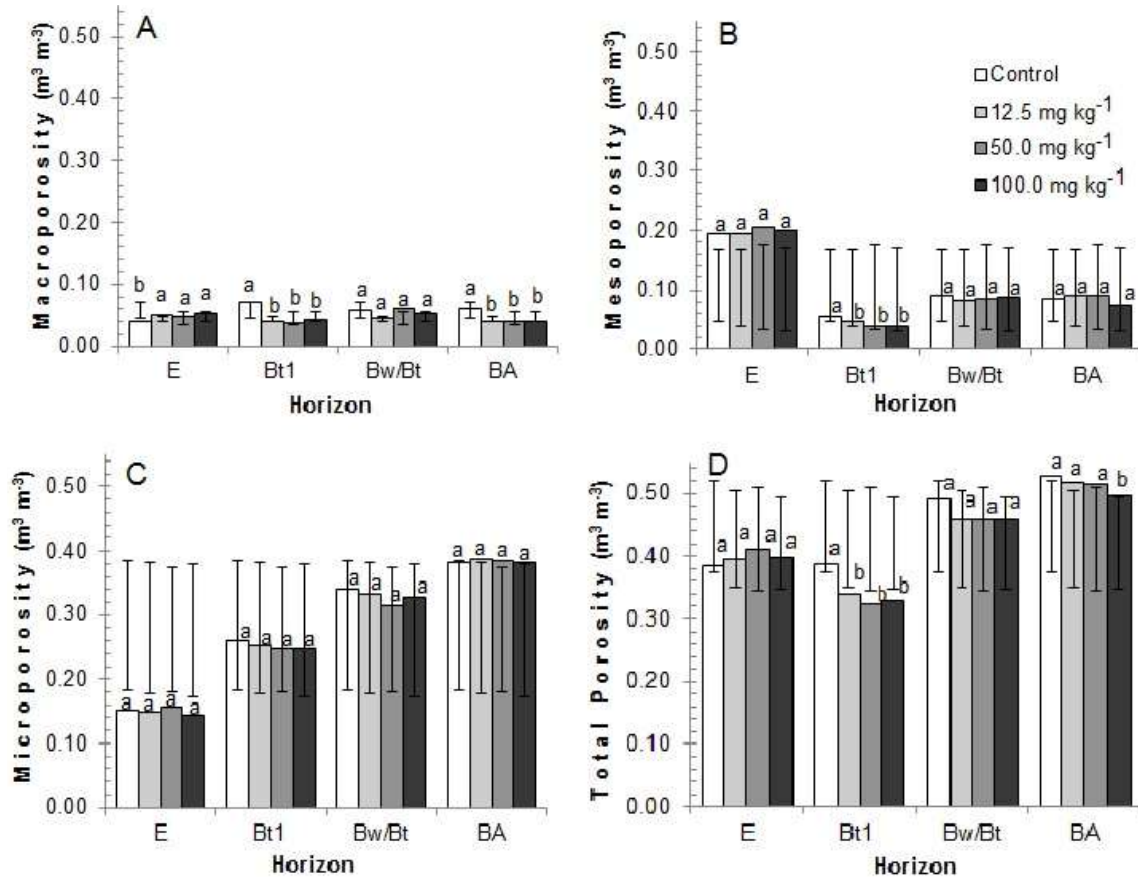 A
Macroporosity (m³ m⁻³)
0.50
0.40
0.30
0.20
0.10
0.00
b a a a
a b b b
a a a a
a b b b
E Bt1 Bw/Bt BA
Horizon
B
Mesoporosity (m³ m⁻³)
0.50
0.40
0.30
0.20
0.10
0.00
Control
12.5 mg kg⁻¹
50.0 mg kg⁻¹
100.0 mg kg⁻¹
a a a a
a b b b
a a a a
a a a a
E Bt1 Bw/Bt BA
Horizon
C
Microporosity (m³ m⁻³)
0.50
0.40
0.30
0.20
0.10
0.00
a a a a
a a a a
a a a a
a a a a
E Bt1 Bw/Bt BA
Horizon
D
Total Porosity (m³ m⁻³)
0.50
0.40
0.30
0.20
0.10
0.00
a a a a
a b b b
a a a a
a a a b
E Bt1 Bw/Bt BA
Horizon